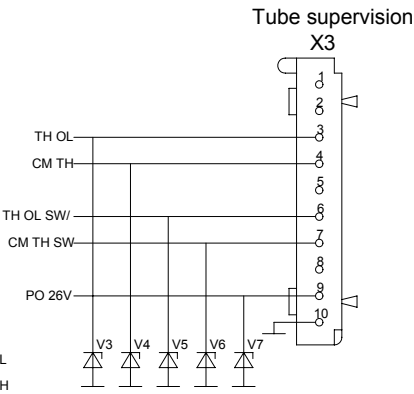 Tube supervision
X3
1
2
TH OL 3
CM TH 4
5
TH OL SW/ 6
CM TH SW 7
8
PO 26V 9
10
V3 V4 V5 V6 V7
L
H